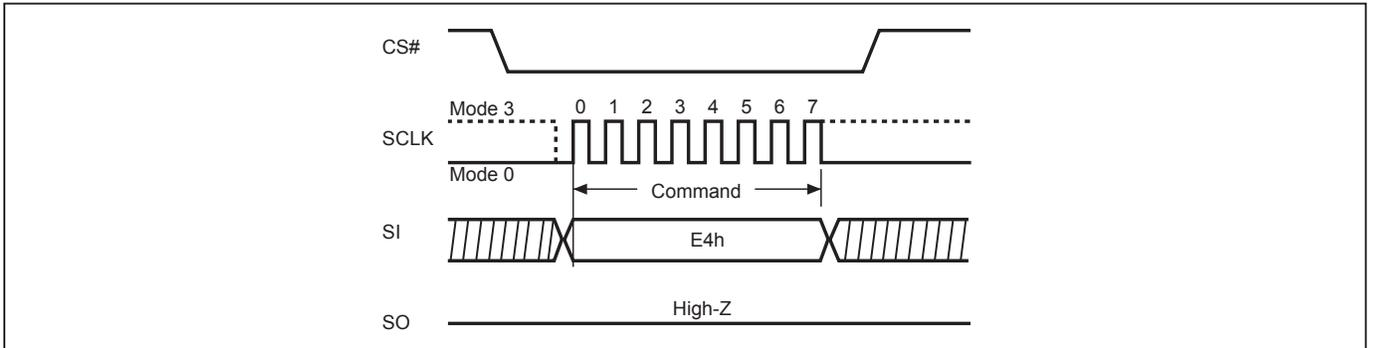 CS#
Mode 3
0 1 2 3 4 5 6 7
SCLK
Mode 0
Command
SI
E4h
High-Z
SO